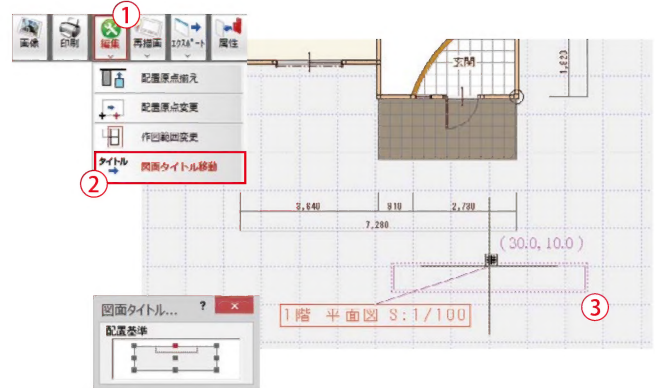 ①
画像 印刷 編集 再描画 エクスポート 属性
配置原点揃え
配置原点変更
作図範囲変更
タイトル
② 図面タイトル移動
玄関
1,820
3,640 910 2,730
7,280
(30.0, 10.0)
③
1階 平面図 S:1/100
図面タイトル... ? ×
配置基準